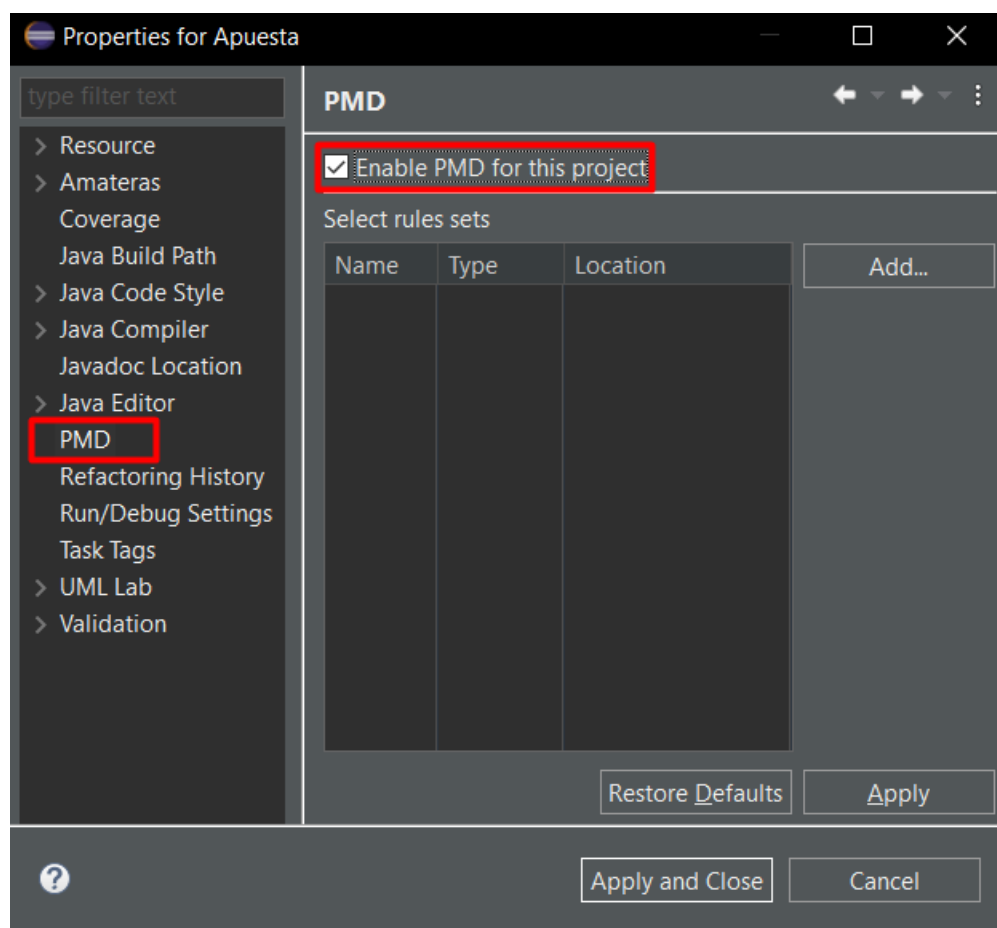 Properties for Apuesta
type filter text
Resource
Amateras
Coverage
Java Build Path
Java Code Style
Java Compiler
Javadoc Location
Java Editor
PMD
Refactoring History
Run/Debug Settings
Task Tags
UML Lab
Validation
PMD
Enable PMD for this project
Select rules sets
Name Type Location
Add...
Restore Defaults Apply
Apply and Close Cancel